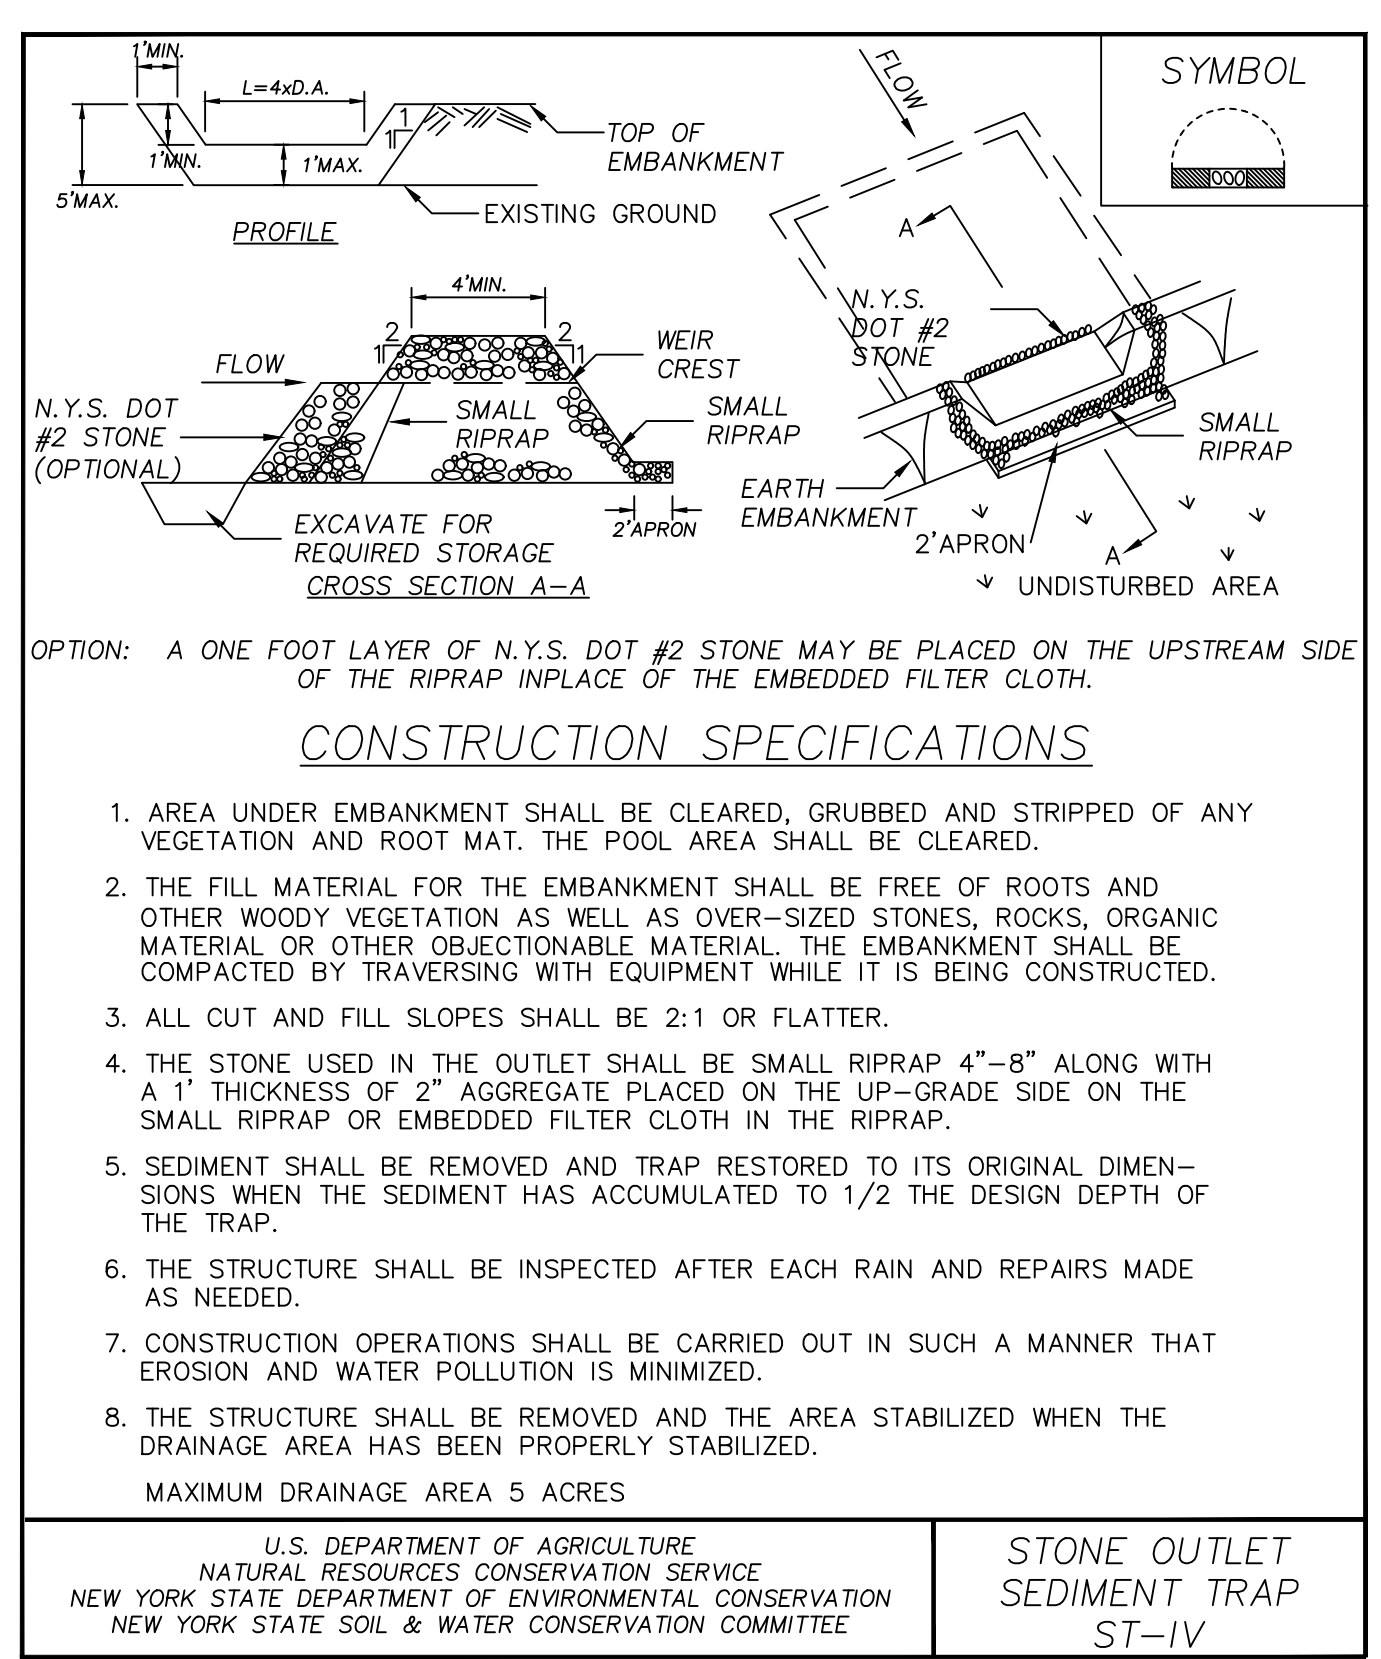 1'MIN.
L=4xD.A.
1
1
TOP OF
EMBANKMENT
1'MIN.
1'MAX.
5'MAX.
EXISTING GROUND
PROFILE
FLOW
SYMBOL
A
4'MIN.
2
1
2
1
FLOW
WEIR
CREST
N.Y.S. DOT
#2 STONE
(OPTIONAL)
SMALL
RIPRAP
SMALL
RIPRAP
EXCAVATE FOR
REQUIRED STORAGE
2'APRON
CROSS SECTION A-A
N.Y.S.
DOT #2
STONE
SMALL
RIPRAP
EARTH
EMBANKMENT
2'APRON
A
UNDISTURBED AREA
OPTION: A ONE FOOT LAYER OF N.Y.S. DOT #2 STONE MAY BE PLACED ON THE UPSTREAM SIDE
OF THE RIPRAP INPLACE OF THE EMBEDDED FILTER CLOTH.
CONSTRUCTION SPECIFICATIONS
1. AREA UNDER EMBANKMENT SHALL BE CLEARED, GRUBBED AND STRIPPED OF ANY
VEGETATION AND ROOT MAT. THE POOL AREA SHALL BE CLEARED.
2. THE FILL MATERIAL FOR THE EMBANKMENT SHALL BE FREE OF ROOTS AND
OTHER WOODY VEGETATION AS WELL AS OVER-SIZED STONES, ROCKS, ORGANIC
MATERIAL OR OTHER OBJECTIONABLE MATERIAL. THE EMBANKMENT SHALL BE
COMPACTED BY TRAVERSING WITH EQUIPMENT WHILE IT IS BEING CONSTRUCTED.
3. ALL CUT AND FILL SLOPES SHALL BE 2:1 OR FLATTER.
4. THE STONE USED IN THE OUTLET SHALL BE SMALL RIPRAP 4"-8" ALONG WITH
A 1' THICKNESS OF 2" AGGREGATE PLACED ON THE UP-GRADE SIDE ON THE
SMALL RIPRAP OR EMBEDDED FILTER CLOTH IN THE RIPRAP.
5. SEDIMENT SHALL BE REMOVED AND TRAP RESTORED TO ITS ORIGINAL DIMEN-
SIONS WHEN THE SEDIMENT HAS ACCUMULATED TO 1/2 THE DESIGN DEPTH OF
THE TRAP.
6. THE STRUCTURE SHALL BE INSPECTED AFTER EACH RAIN AND REPAIRS MADE
AS NEEDED.
7. CONSTRUCTION OPERATIONS SHALL BE CARRIED OUT IN SUCH A MANNER THAT
EROSION AND WATER POLLUTION IS MINIMIZED.
8. THE STRUCTURE SHALL BE REMOVED AND THE AREA STABILIZED WHEN THE
DRAINAGE AREA HAS BEEN PROPERLY STABILIZED.
MAXIMUM DRAINAGE AREA 5 ACRES
U.S. DEPARTMENT OF AGRICULTURE
NATURAL RESOURCES CONSERVATION SERVICE
NEW YORK STATE DEPARTMENT OF ENVIRONMENTAL CONSERVATION
NEW YORK STATE SOIL & WATER CONSERVATION COMMITTEE
STONE OUTLET
SEDIMENT TRAP
ST-IV